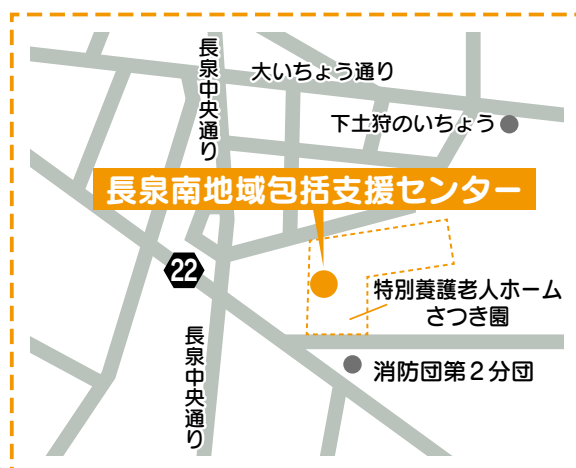 長泉中央通り
大いちょう通り
下土狩のいちょう
長泉南地域包括支援センター
22
特別養護老人ホーム
さつき園
長泉中央通り
消防団第2分団